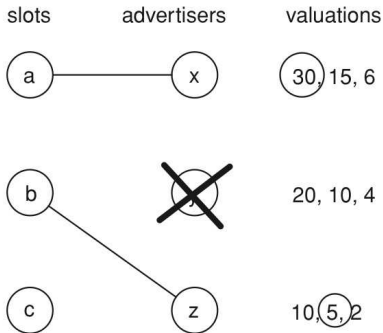 slots advertisers valuations
a x 30, 15, 6
b 20, 10, 4
c z 10, 5, 2